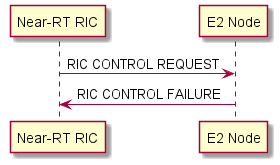 Near-RT RIC
E2 Node
RIC CONTROL REQUEST
RIC CONTROL FAILURE
Near-RT RIC
E2 Node